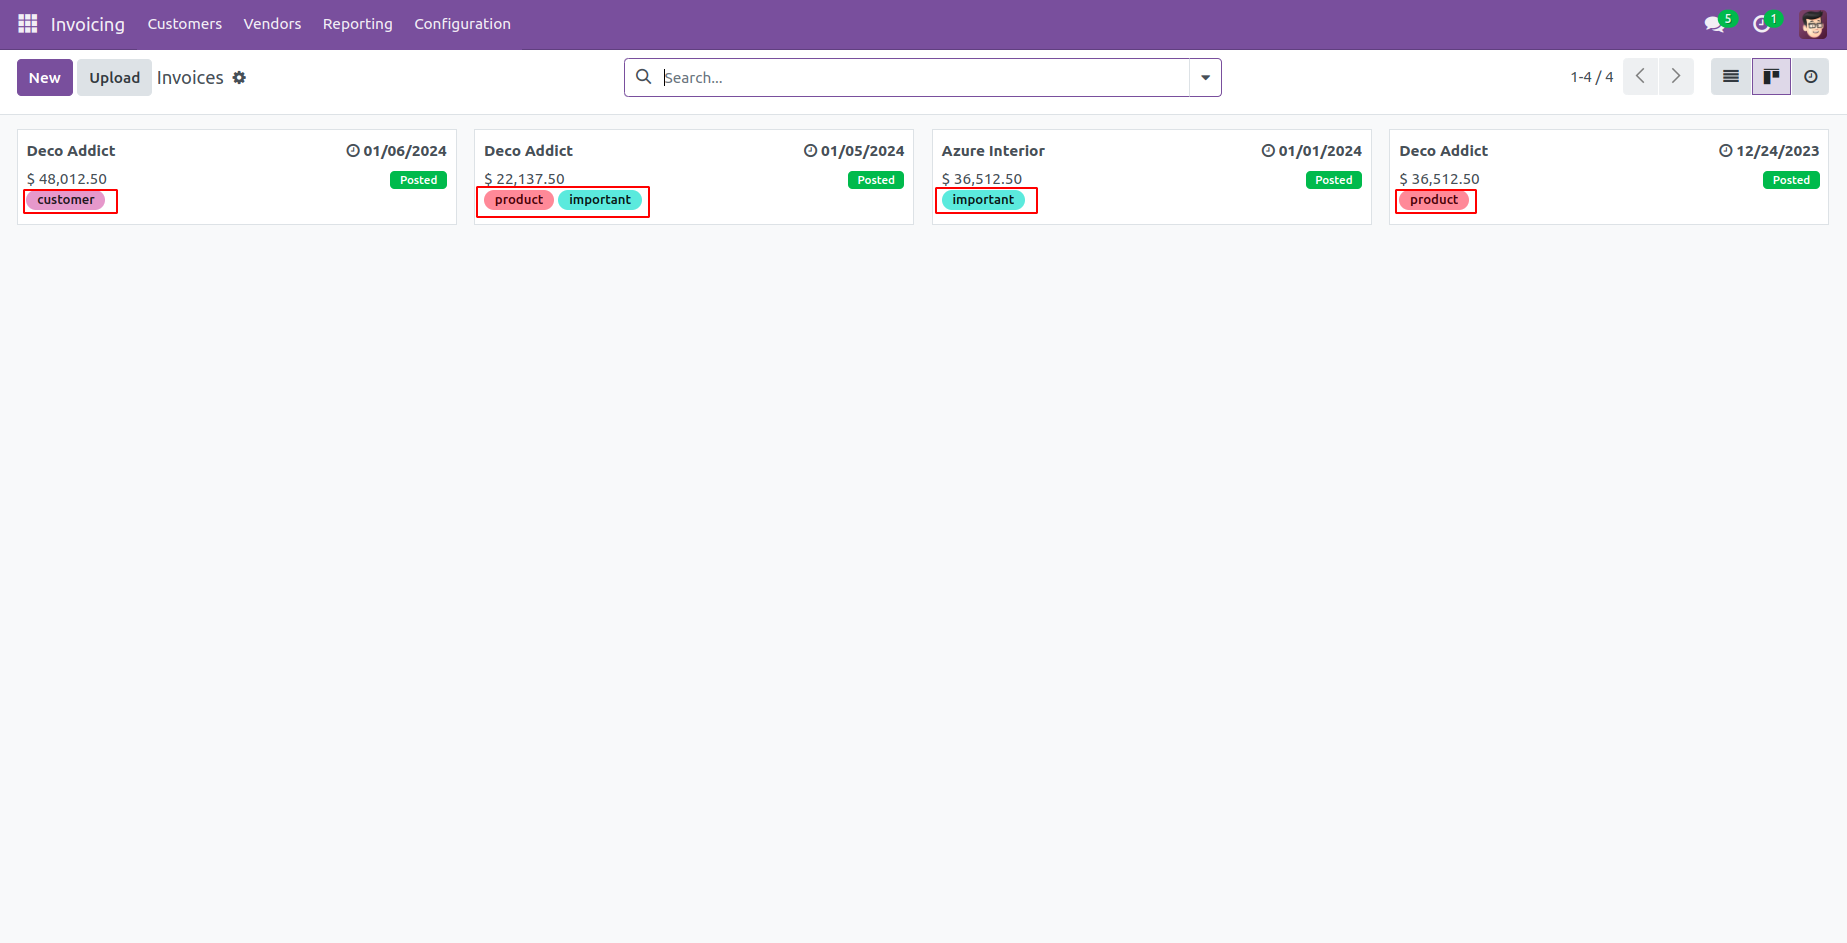 Invoicing Customers Vendors Reporting Configuration 5 1
New Upload Invoices Search... 1-4 / 4
Deco Addict 01/06/2024
$ 48,012.50 Posted
customer
Deco Addict 01/05/2024
$ 22,137.50 Posted
product important
Azure Interior 01/01/2024
$ 36,512.50 Posted
important
Deco Addict 12/24/2023
$ 36,512.50 Posted
product